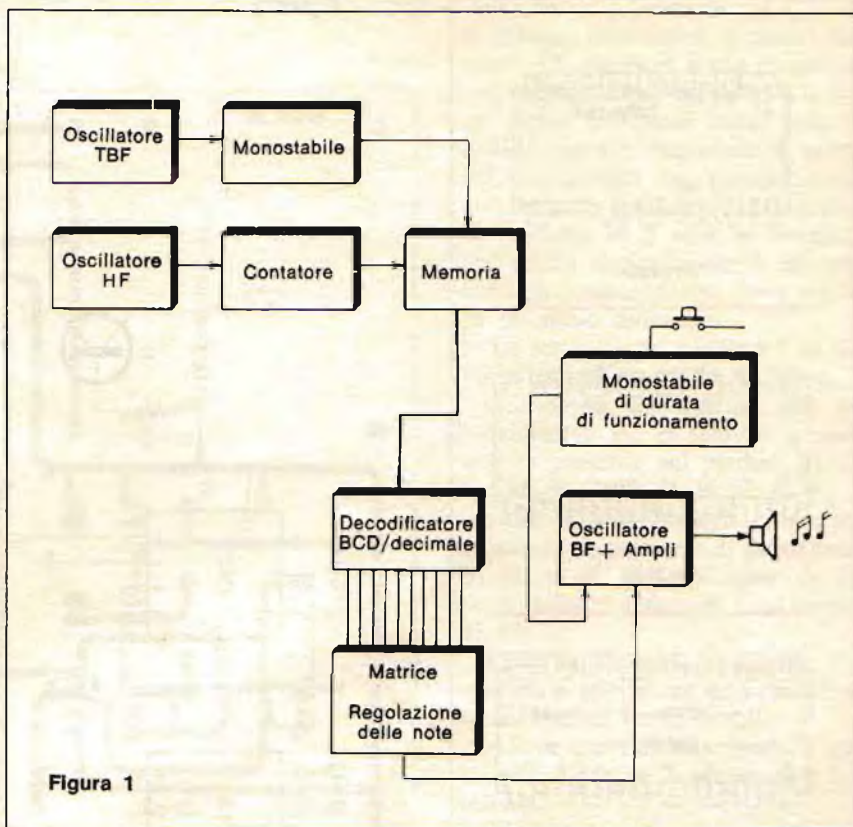 Oscillatore
TBF
Monostabile
Oscillatore
HF
Contatore
Memoria
Monostabile
di durata
di funzionamento
Decodificatore
BCD/decimale
Oscillatore
BF+ Ampli
Matrice
Regolazione
delle note
Figura 1